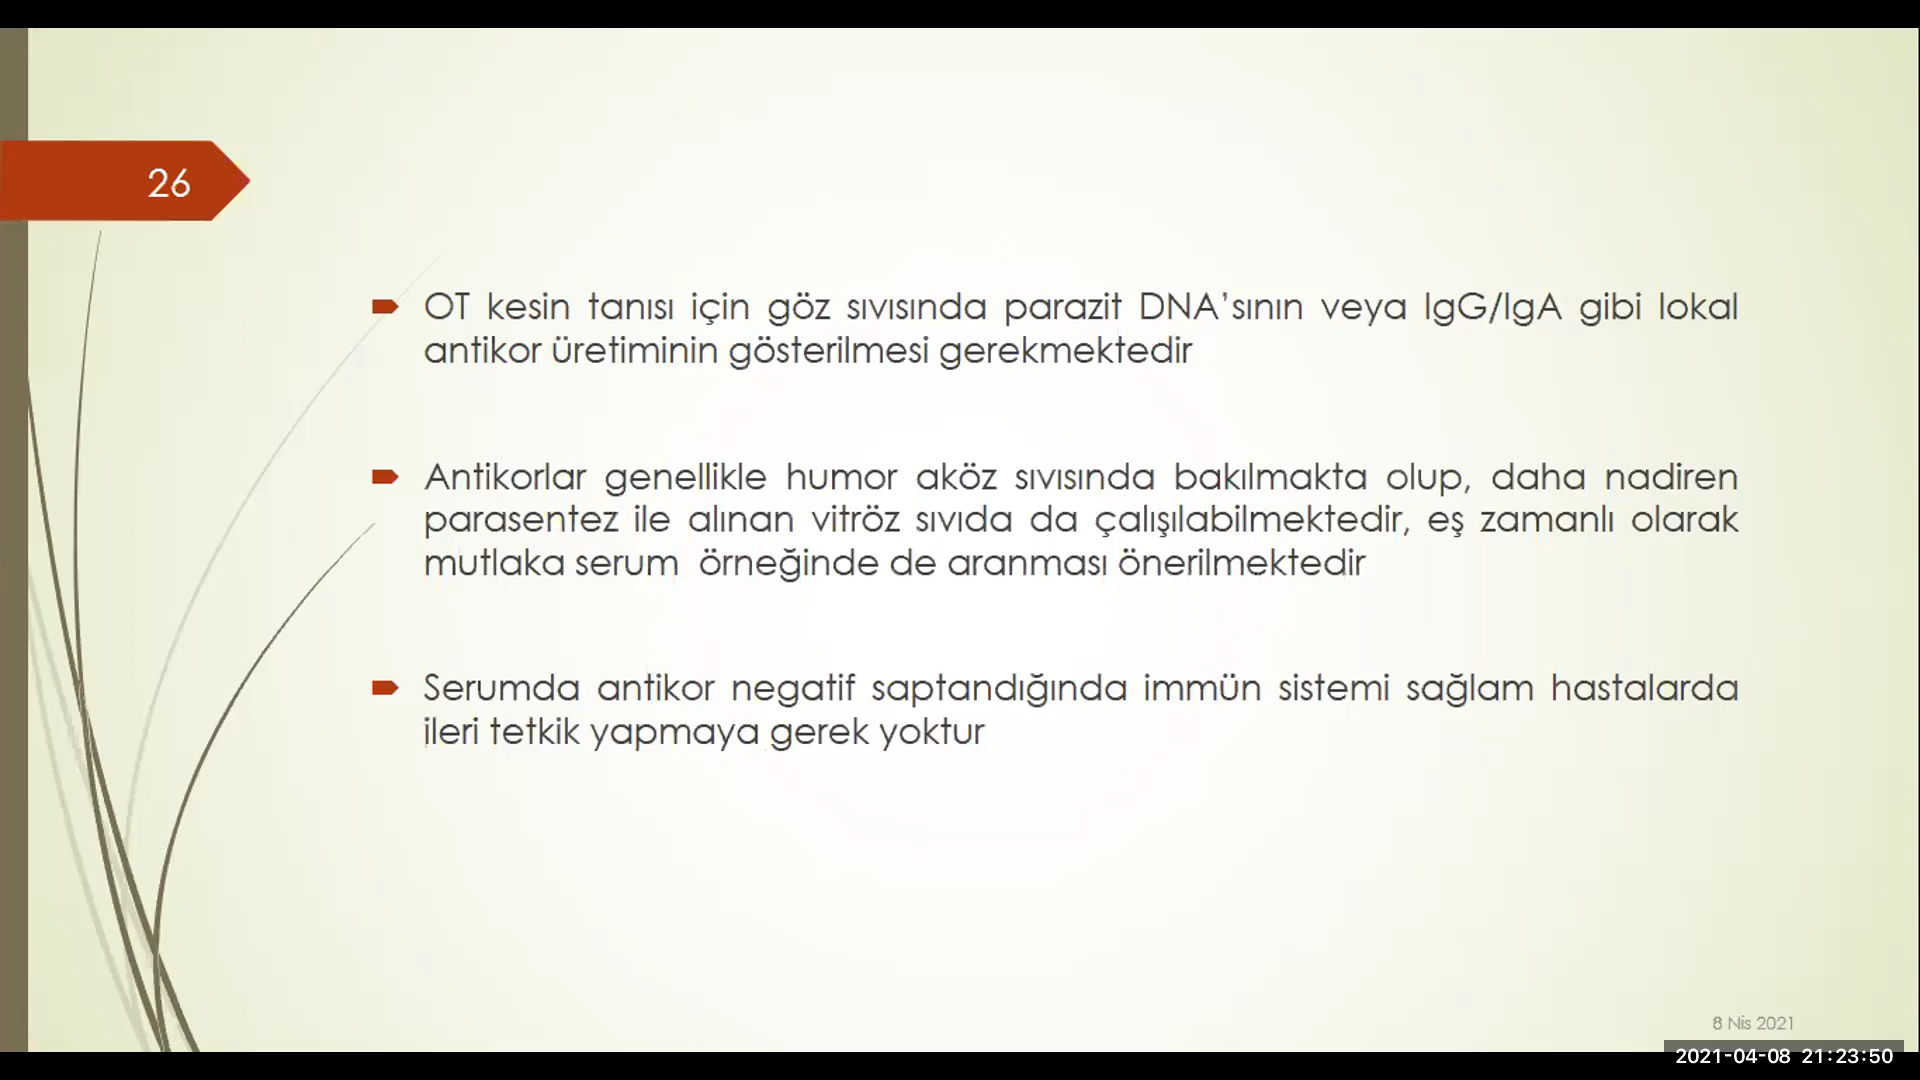 26
OT kesin tanısı için göz sıvısında parazit DNA’sının veya IgG/IgA gibi lokal
antikor üretiminin gösterilmesi gerekmektedir
Antikorlar genellikle humor aköz sıvısında bakılmakta olup, daha nadiren
parasentez ile alınan vitröz sıvıda da çalışılabilmektedir, eş zamanlı olarak
mutlaka serum  örneğinde de aranması önerilmektedir
Serumda antikor negatif saptandığında immün sistemi sağlam hastalarda
ileri tetkik yapmaya gerek yoktur
8 Nis 2021
2021-04-08 21:23:50